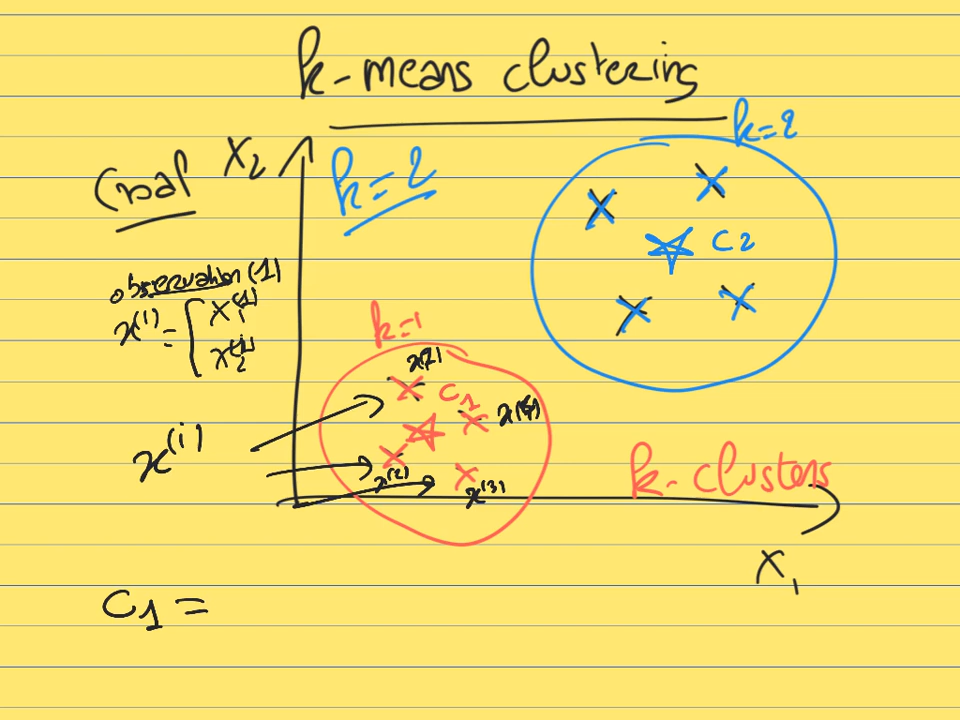 k-means clustering
Goal
X₂
k=2
k=2
C2
observation (1)
x⁽¹⁾ = [ X₁⁽¹⁾
X₂⁽¹⁾
k=1
x⁽¹⁾
C₁
x⁽⁴⁾
x⁽ⁱ⁾
x⁽²⁾
x⁽³⁾
k-clusters
X₁
C₁ =